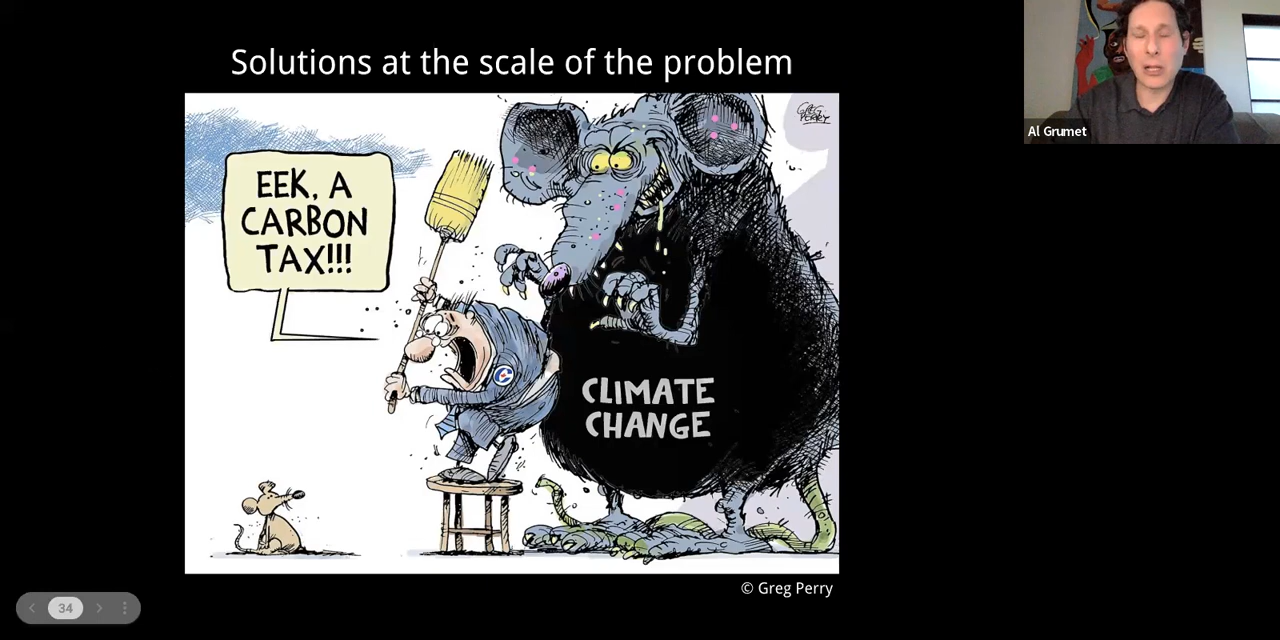 Solutions at the scale of the problem
EEK, A
CARBON
TAX!!!
GREG
PERRY
CLIMATE
CHANGE
© Greg Perry
Al Grumet
34